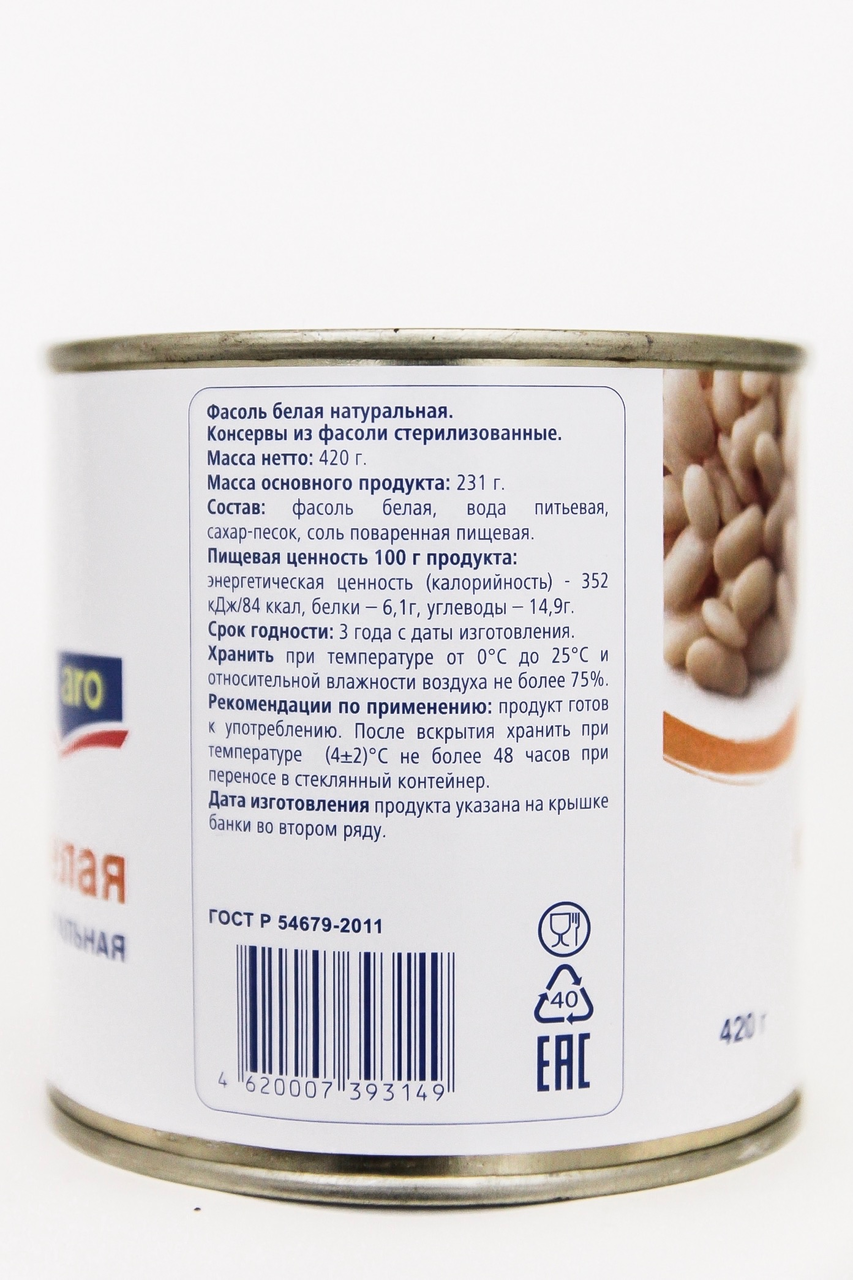 Фасоль белая натуральная.
Консервы из фасоли стерилизованные.
Масса нетто: 420 г.
Масса основного продукта: 231 г.
Состав: фасоль белая, вода питьевая,
сахар-песок, соль поваренная пищевая.
Пищевая ценность 100 г продукта:
энергетическая ценность (калорийность) - 352
кДж/84 ккал, белки – 6,1г, углеводы – 14,9г.
Срок годности: 3 года с даты изготовления.
Хранить при температуре от 0°С до 25°С и
относительной влажности воздуха не более 75%.
Рекомендации по применению: продукт готов
к употреблению. После вскрытия хранить при
температуре (4±2)°С не более 48 часов при
переносе в стеклянный контейнер.
Дата изготовления продукта указана на крышке
банки во втором ряду.
ГОСТ Р 54679-2011
4 620007 393149
40
EAC
aro
420 г